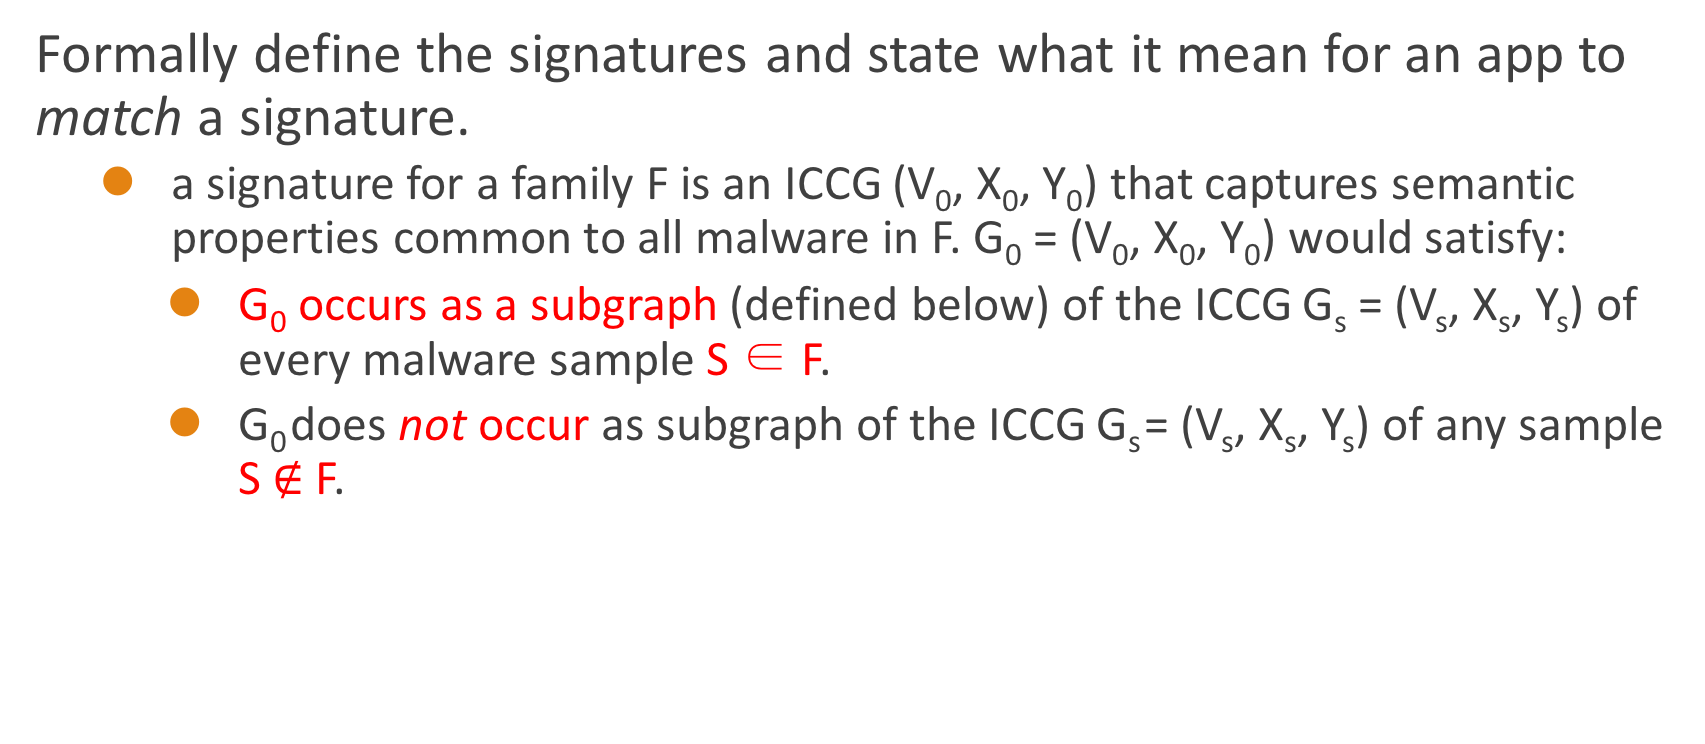 Formally define the signatures and state what it mean for an app to
match a signature.
a signature for a family F is an ICCG (V₀, X₀, Y₀) that captures semantic
properties common to all malware in F. G₀ = (V₀, X₀, Y₀) would satisfy:
G₀ occurs as a subgraph (defined below) of the ICCG Gₛ = (Vₛ, Xₛ, Yₛ) of
every malware sample S ∈ F.
G₀ does not occur as subgraph of the ICCG Gₛ= (Vₛ, Xₛ, Yₛ) of any sample
S ∉ F.